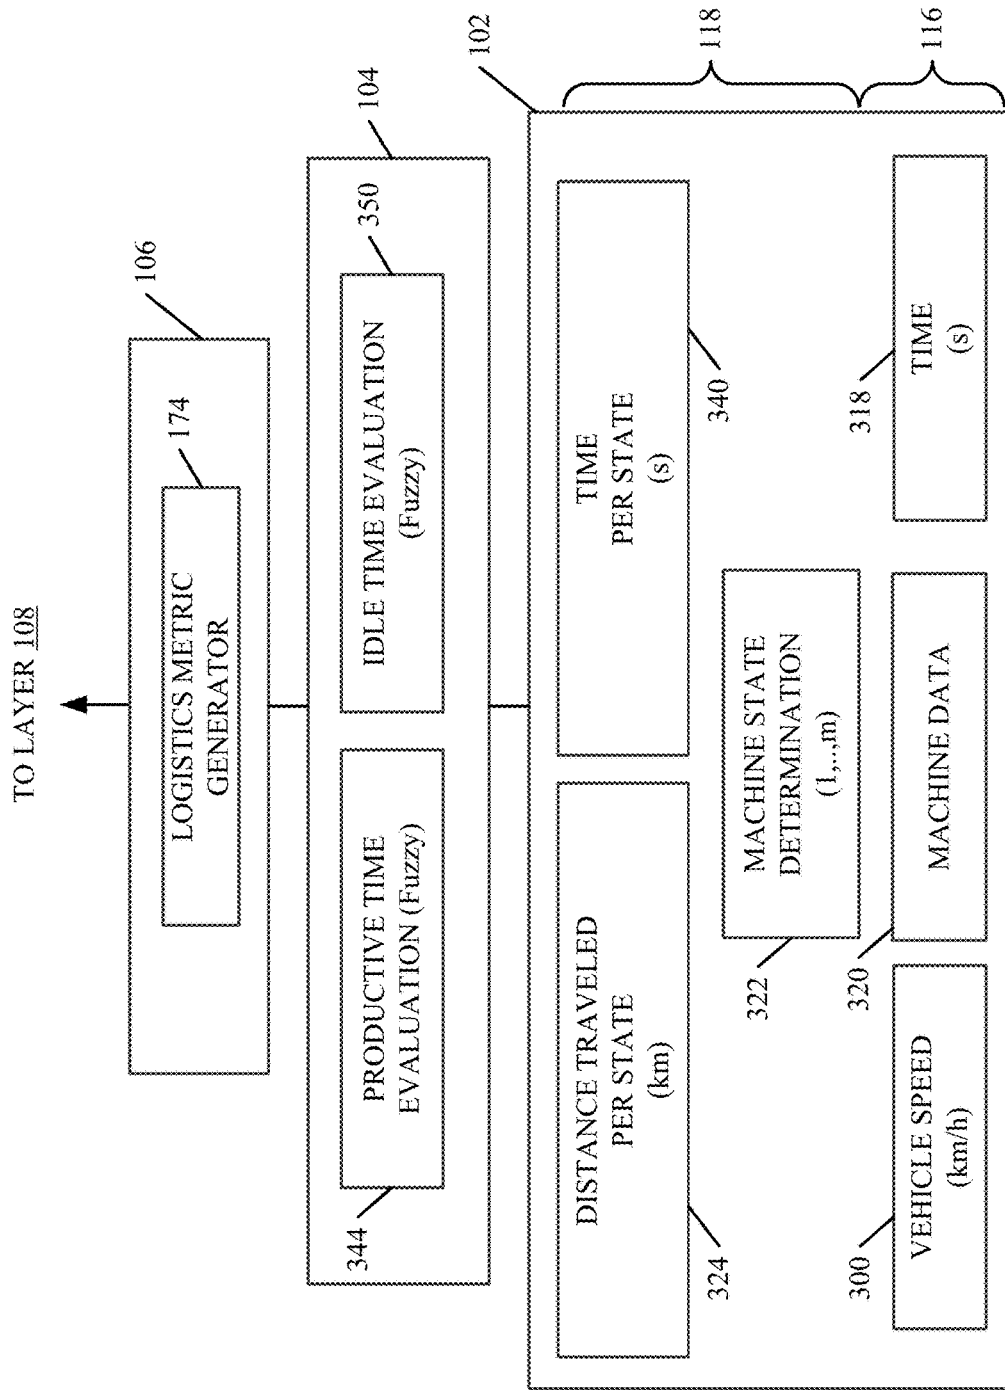 TO LAYER 108
106
LOGISTICS METRIC
GENERATOR
174
104
PRODUCTIVE TIME
EVALUATION (Fuzzy)
344
IDLE TIME EVALUATION
(Fuzzy)
350
102
DISTANCE TRAVELED
PER STATE
(km)
324
TIME
PER STATE
(s)
340
118
MACHINE STATE
DETERMINATION
(1,..,m)
322
VEHICLE SPEED
(km/h)
300
MACHINE DATA
320
TIME
(s)
318
116